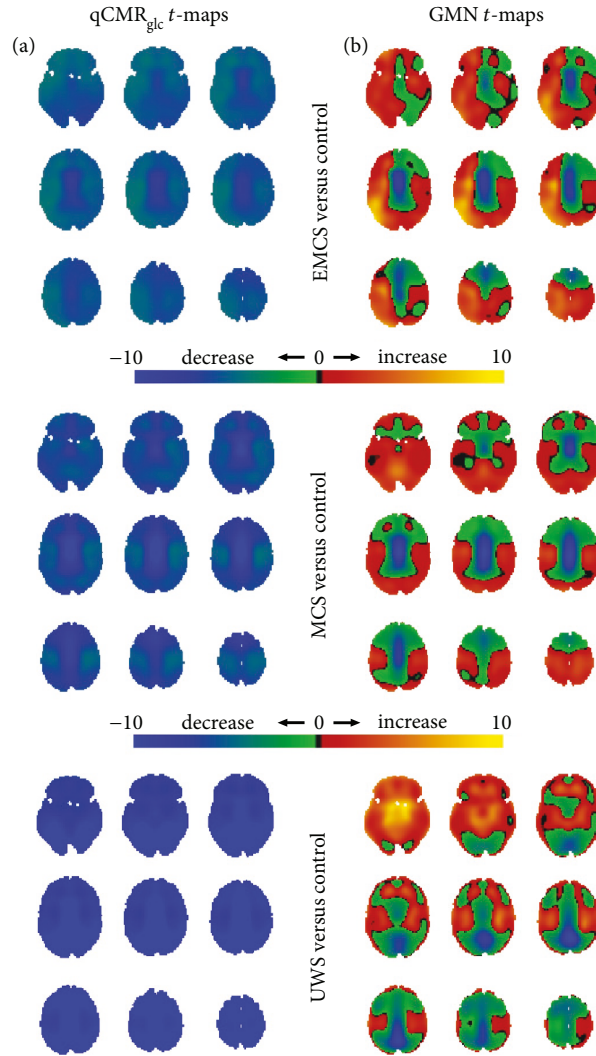 qCMRglc t-maps
GMN t-maps
(a)
(b)
EMCS versus control
−10 decrease ← 0 → increase 10
MCS versus control
−10 decrease ← 0 → increase 10
UWS versus control